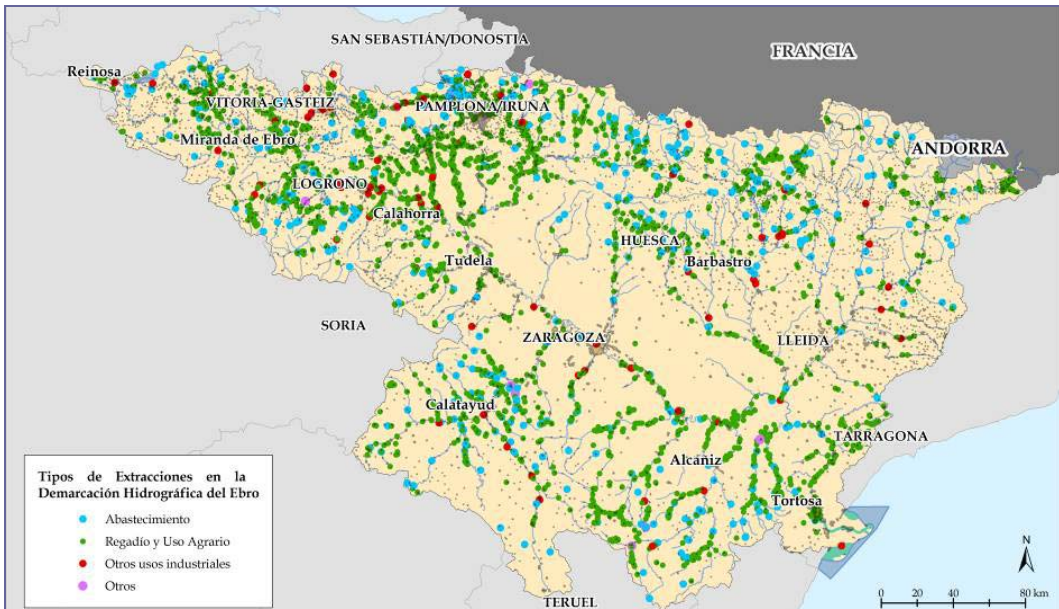 SAN SEBASTIÁN/DONOSTIA
FRANCIA
Reinosa
VITORIA-GASTEIZ
PAMPLONA/IRUÑA
Miranda de Ebro
ANDORRA
LOGROÑO
Calahorra
HUESCA
Barbastro
Tudela
SORIA
ZARAGOZA
LLEIDA
Calatayud
TARRAGONA
Alcañiz
Tortosa
TERUEL
Tipos de Extracciones en la
Demarcación Hidrográfica del Ebro
Abastecimiento
Regadío y Uso Agrario
Otros usos industriales
Otros
N
0 20 40 80 km